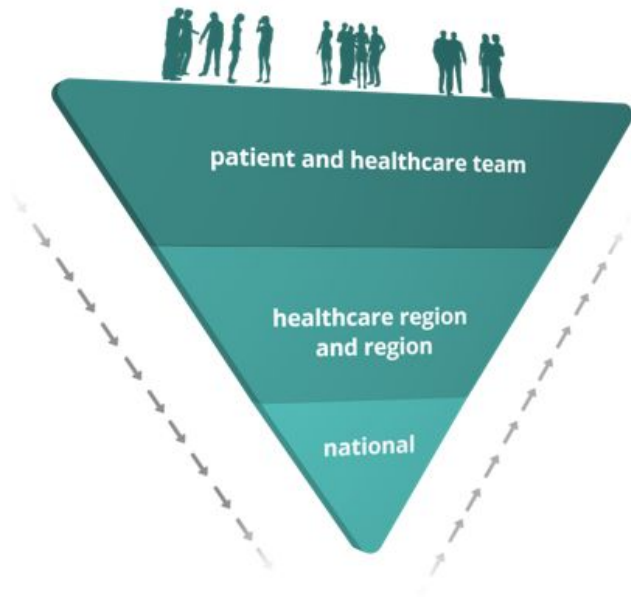 patient and healthcare team
healthcare region
and region
national